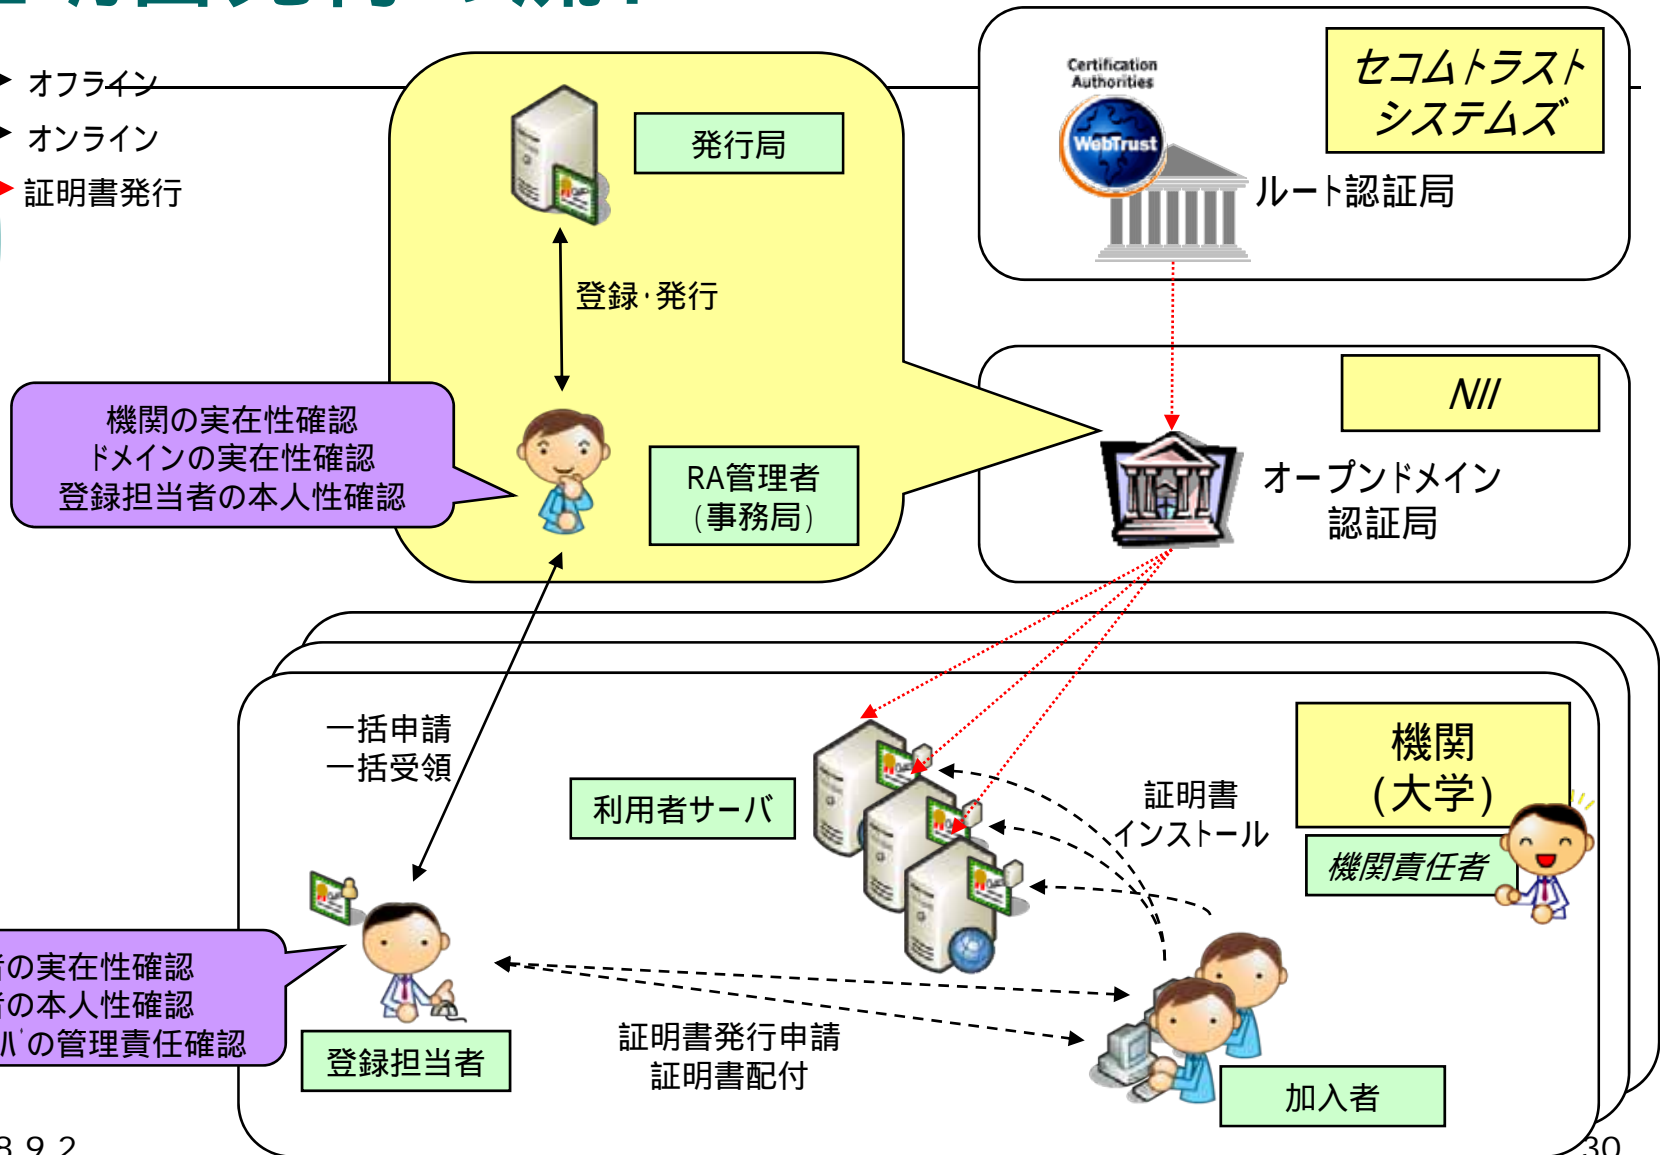 オフライン
オンライン
証明書発行
発行局
登録・発行
機関の実在性確認
ドメインの実在性確認
登録担当者の本人性確認
RA管理者
(事務局)
Certification
Authorities
WebTrust
セコムトラスト
システムズ
ルート認証局
NII
オープンドメイン
認証局
一括申請
一括受領
利用者サーバ
証明書
インストール
機関
(大学)
機関責任者
の実在性確認
の本人性確認
の管理責任確認
登録担当者
証明書発行申請
証明書配付
加入者
8.9.2
30